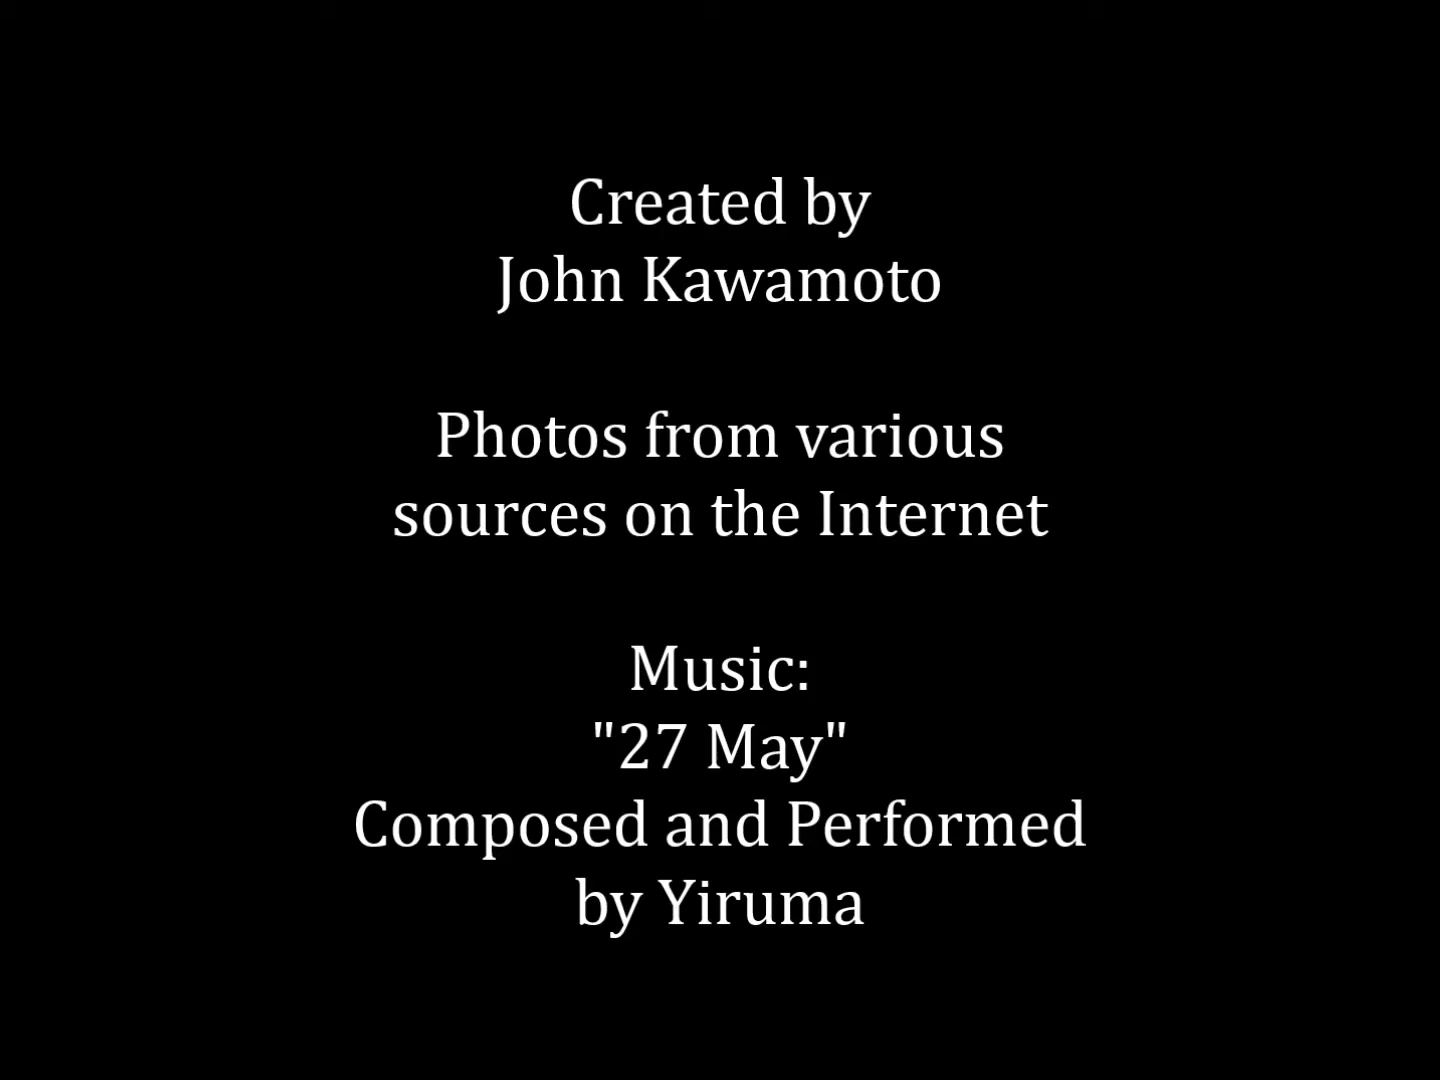 Created by
John Kawamoto
Photos from various
sources on the Internet
Music:
"27 May"
Composed and Performed
by Yiruma